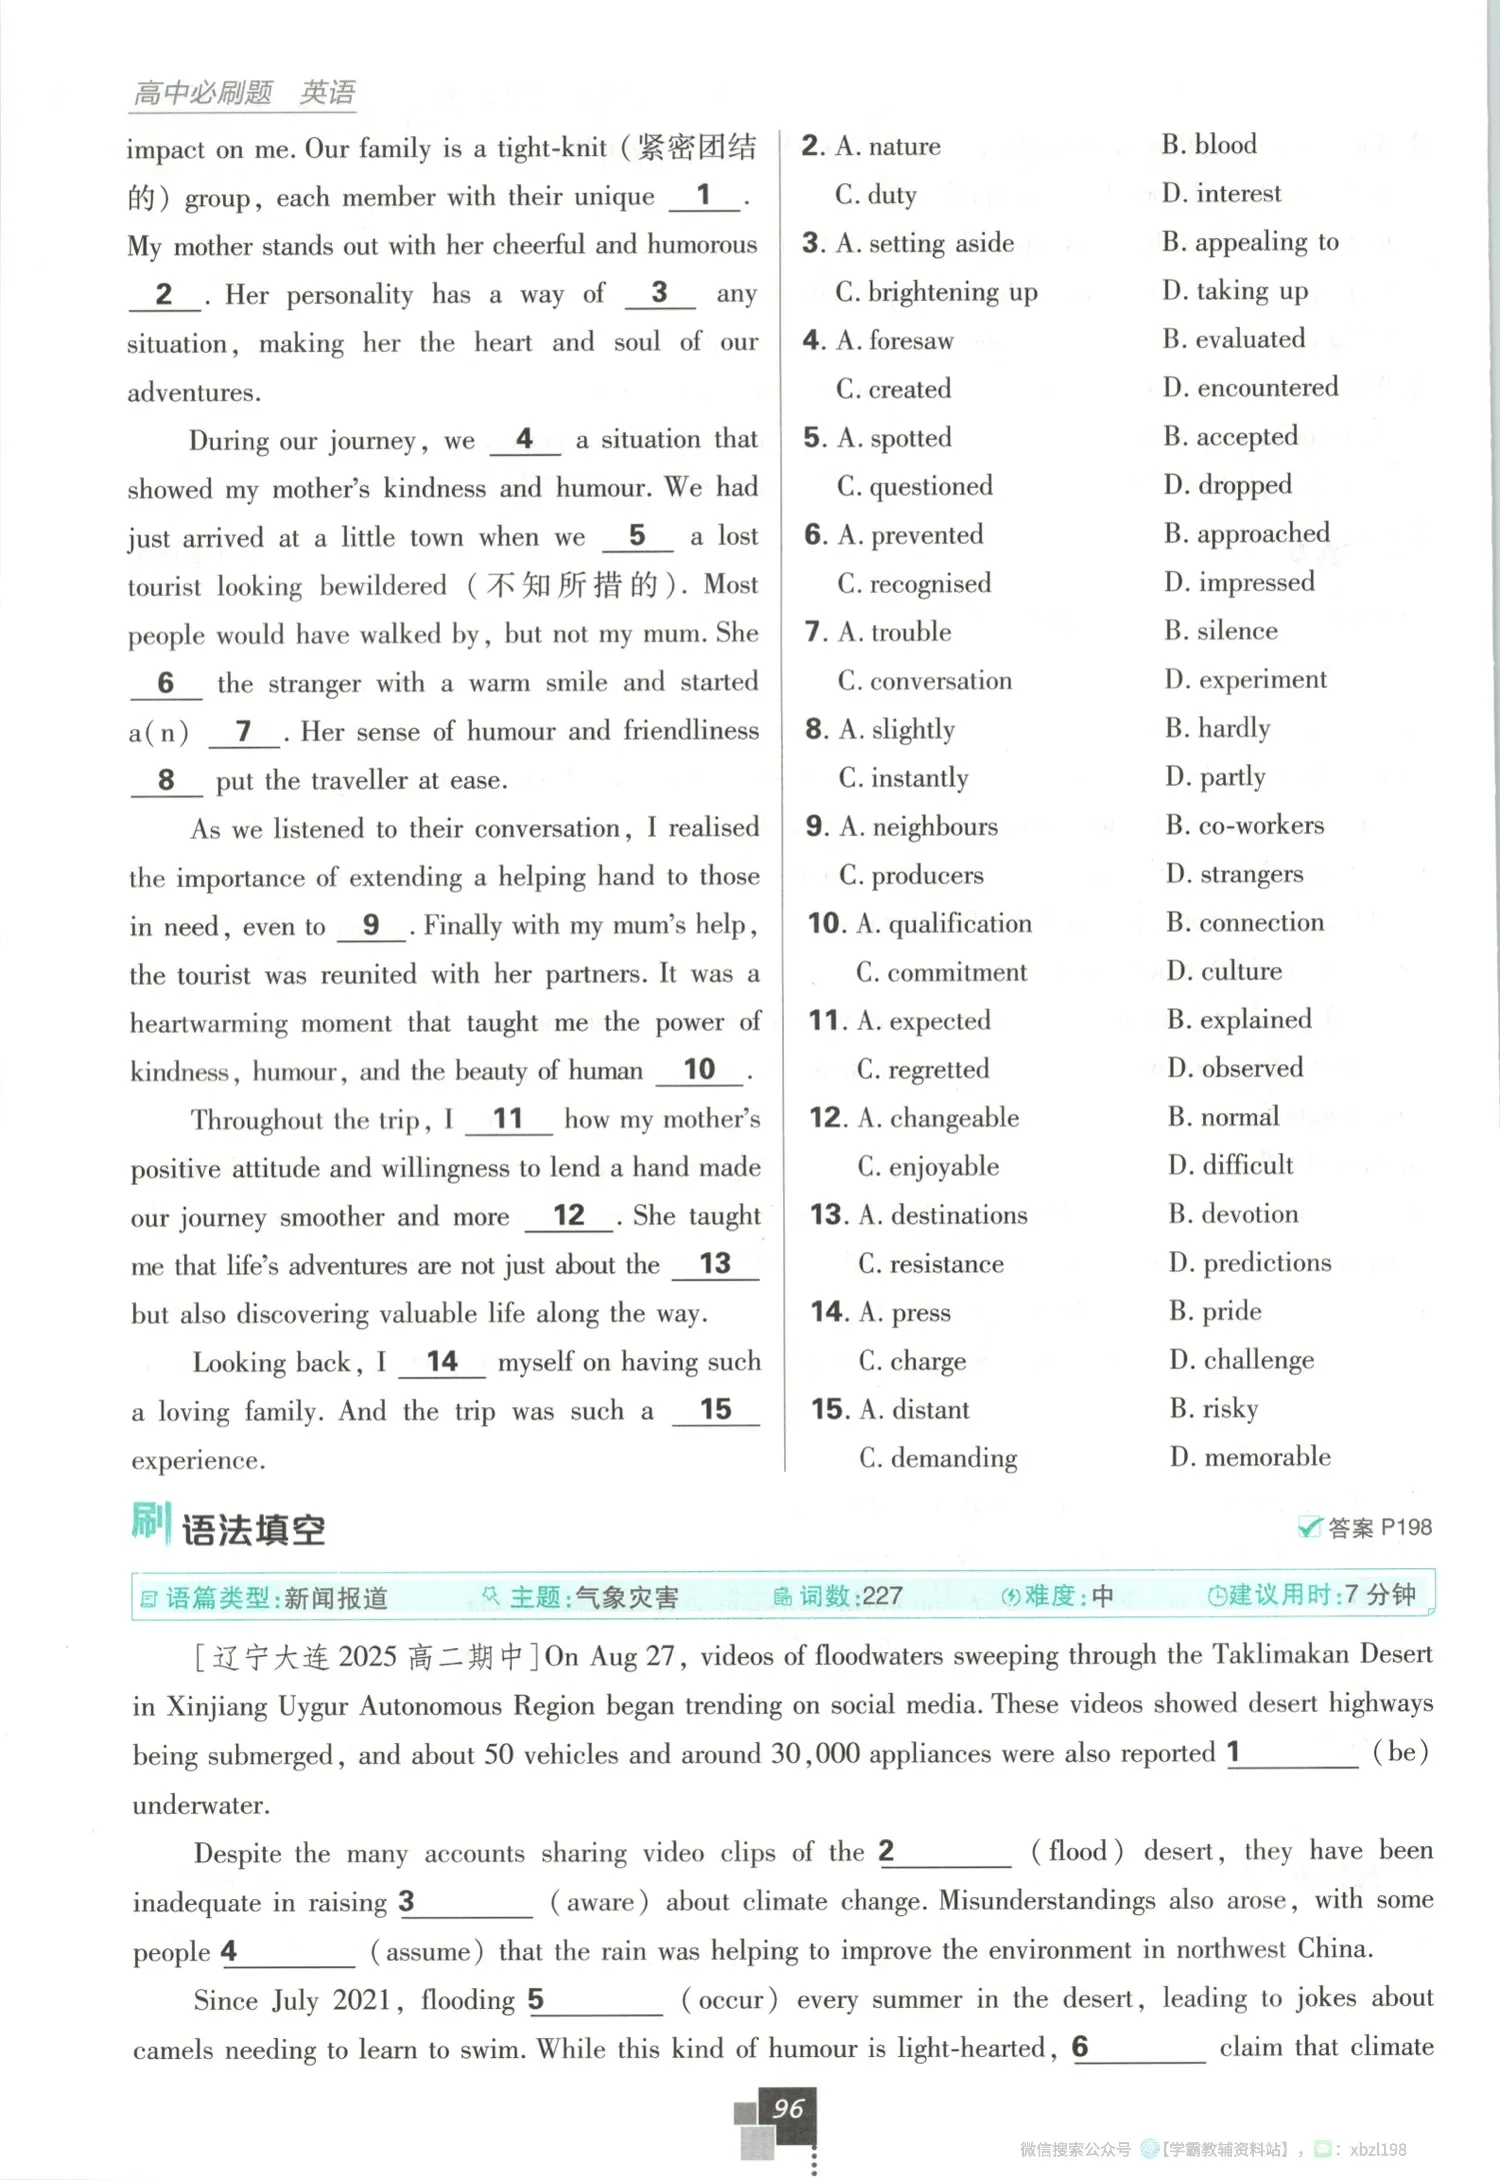 高中必刷题 英语
impact on me. Our family is a tight-knit (紧密团结
的) group, each member with their unique 1 .
My mother stands out with her cheerful and humorous
2 . Her personality has a way of 3 any
situation, making her the heart and soul of our
adventures.
During our journey, we 4 a situation that
showed my mother's kindness and humour. We had
just arrived at a little town when we 5 a lost
tourist looking bewildered (不知所措的). Most
people would have walked by, but not my mum. She
6 the stranger with a warm smile and started
a(n) 7 . Her sense of humour and friendliness
8 put the traveller at ease.
As we listened to their conversation, I realised
the importance of extending a helping hand to those
in need, even to 9 . Finally with my mum's help,
the tourist was reunited with her partners. It was a
heartwarming moment that taught me the power of
kindness, humour, and the beauty of human 10 .
Throughout the trip, I 11 how my mother's
positive attitude and willingness to lend a hand made
our journey smoother and more 12 . She taught
me that life's adventures are not just about the 13
but also discovering valuable life along the way.
Looking back, I 14 myself on having such
a loving family. And the trip was such a 15
experience.
2. A. nature B. blood
C. duty D. interest
3. A. setting aside B. appealing to
C. brightening up D. taking up
4. A. foresaw B. evaluated
C. created D. encountered
5. A. spotted B. accepted
C. questioned D. dropped
6. A. prevented B. approached
C. recognised D. impressed
7. A. trouble B. silence
C. conversation D. experiment
8. A. slightly B. hardly
C. instantly D. partly
9. A. neighbours B. co-workers
C. producers D. strangers
10. A. qualification B. connection
C. commitment D. culture
11. A. expected B. explained
C. regretted D. observed
12. A. changeable B. normal
C. enjoyable D. difficult
13. A. destinations B. devotion
C. resistance D. predictions
14. A. press B. pride
C. charge D. challenge
15. A. distant B. risky
C. demanding D. memorable
刷 语法填空 答案 P198
语篇类型:新闻报道 主题:气象灾害 词数:227 难度:中 建议用时:7 分钟
[辽宁大连 2025 高二期中]On Aug 27, videos of floodwaters sweeping through the Taklimakan Desert
in Xinjiang Uygur Autonomous Region began trending on social media. These videos showed desert highways
being submerged, and about 50 vehicles and around 30,000 appliances were also reported 1 (be)
underwater.
Despite the many accounts sharing video clips of the 2 (flood) desert, they have been
inadequate in raising 3 (aware) about climate change. Misunderstandings also arose, with some
people 4 (assume) that the rain was helping to improve the environment in northwest China.
Since July 2021, flooding 5 (occur) every summer in the desert, leading to jokes about
camels needing to learn to swim. While this kind of humour is light-hearted, 6 claim that climate
96
微信搜索公众号 【学霸教辅资料站】, : xbzl198